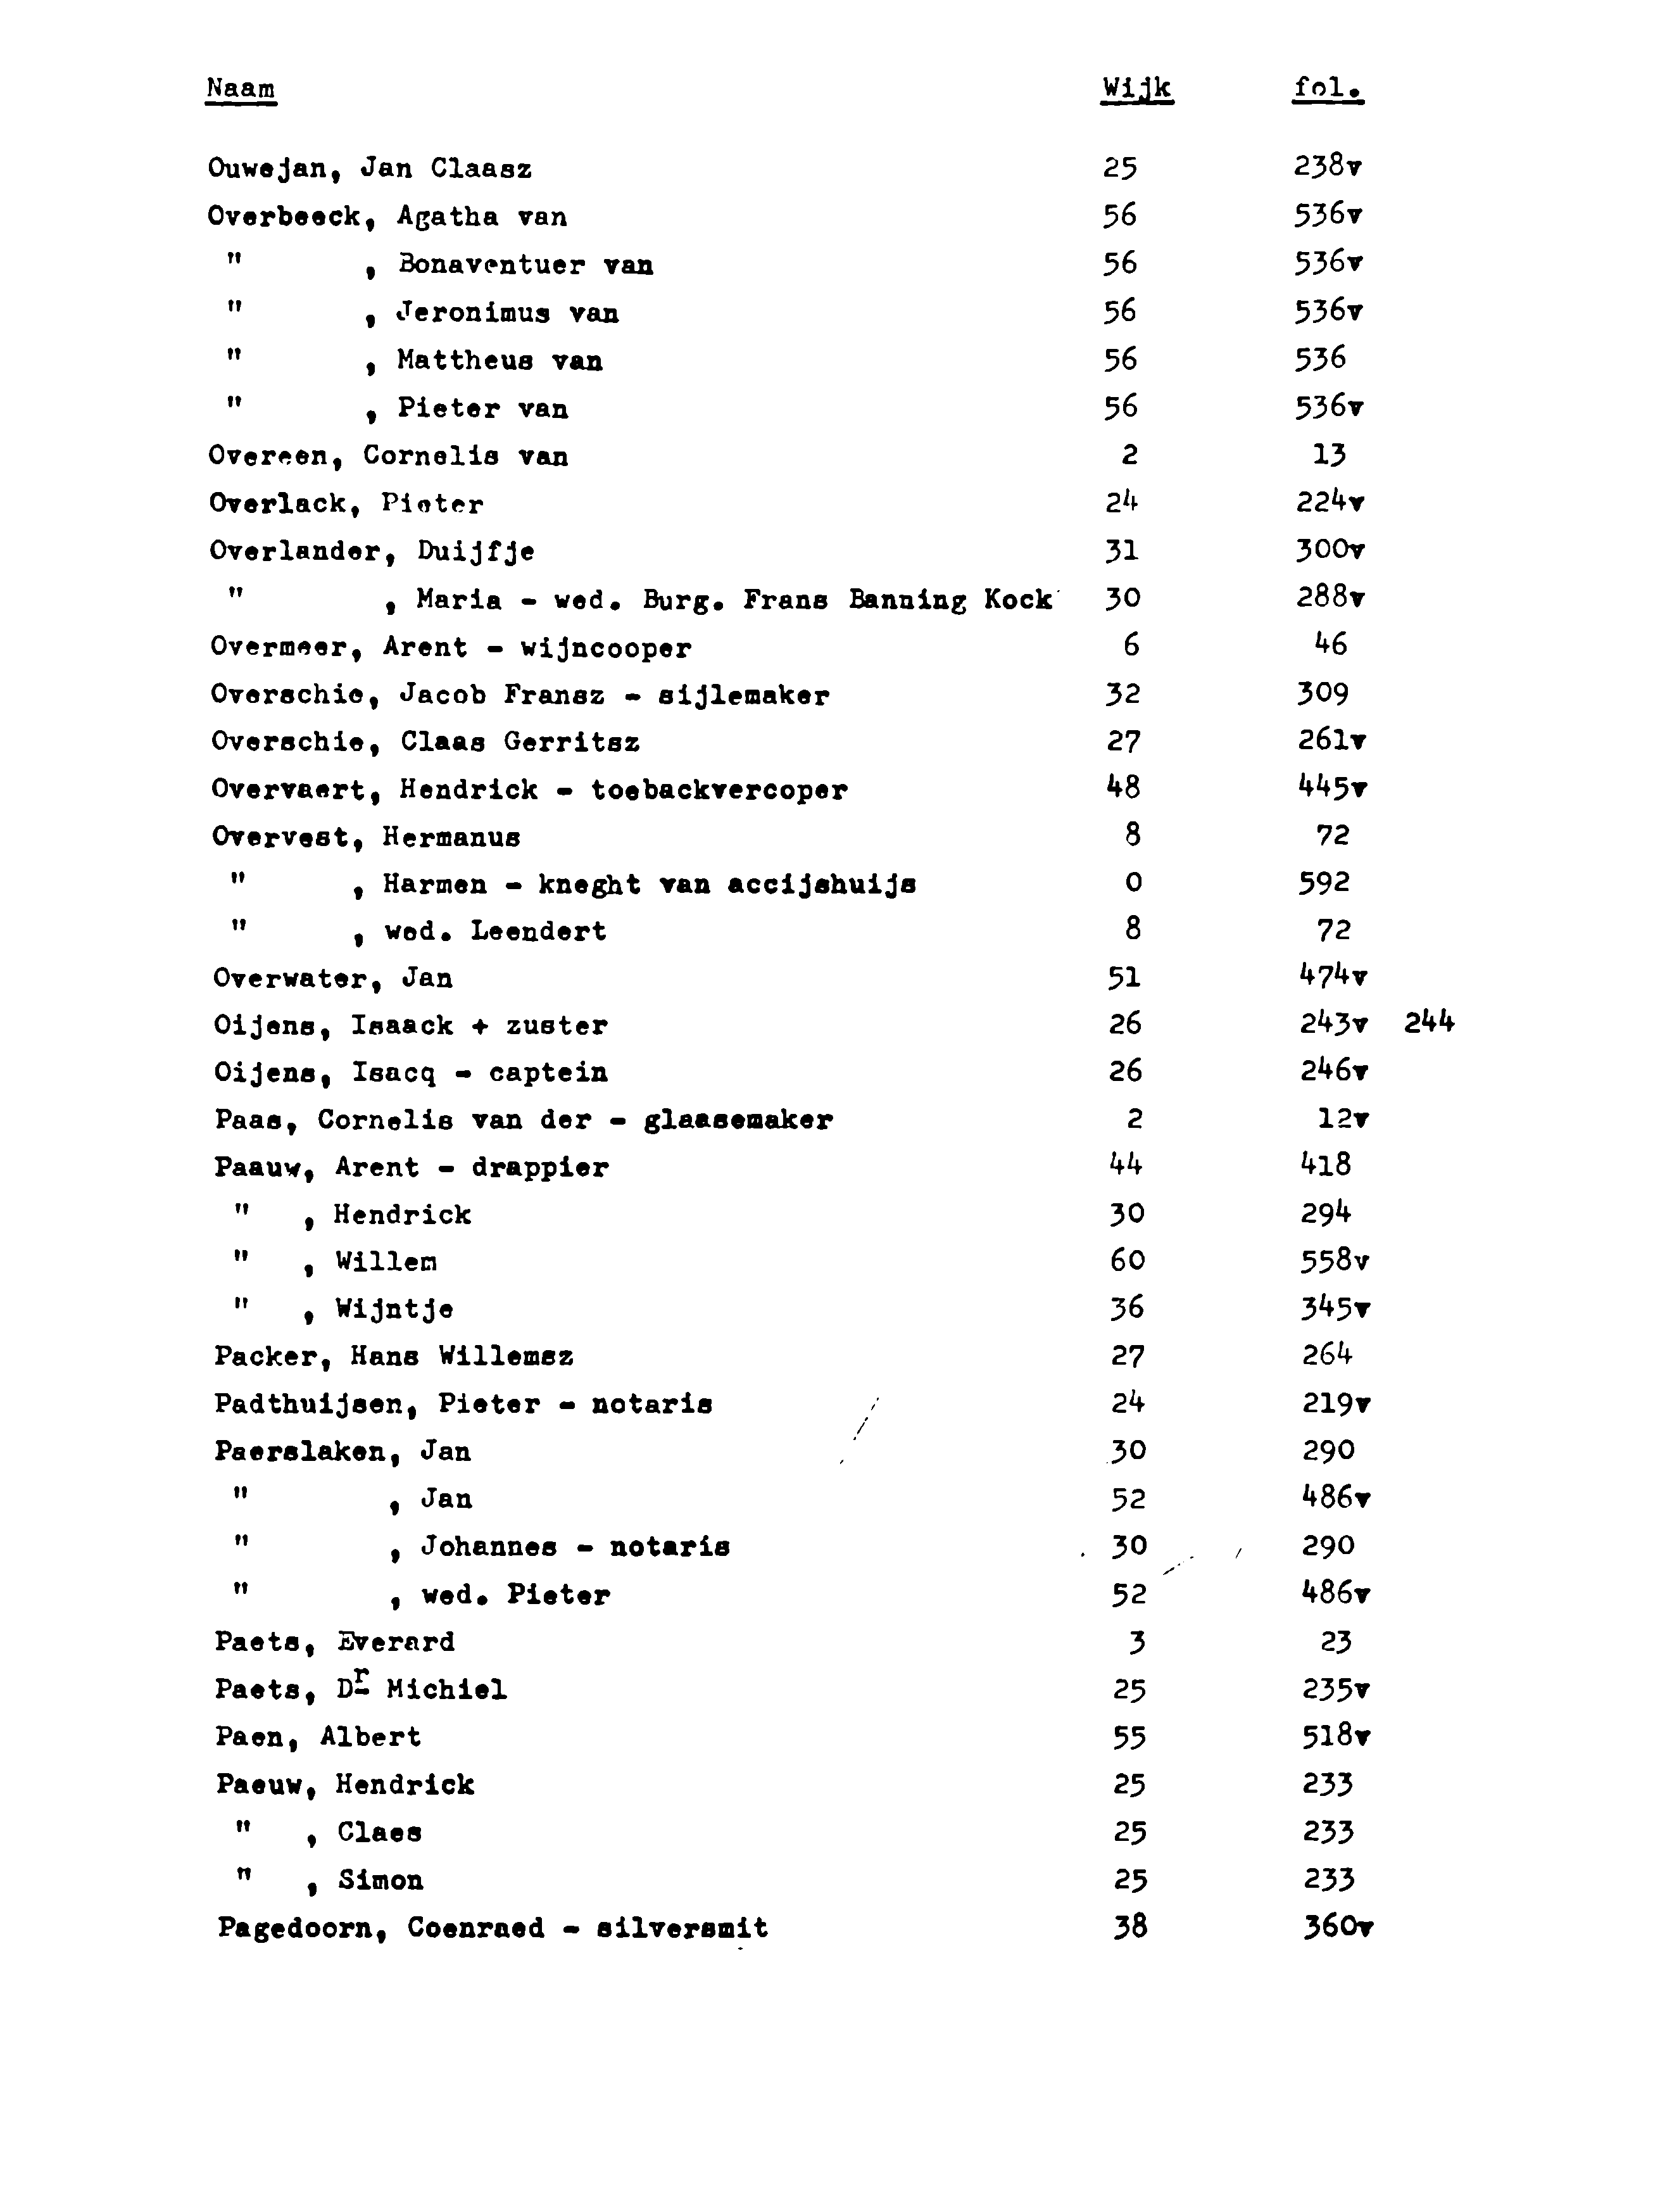 Naam Wijk fol.
Ouwejan, Jan Claasz 25 238v
Overbeeck, Agatha van 56 536v
" , Bonaventuer van 56 536v
" , Jeronimus van 56 536v
" , Mattheus van 56 536
" , Pieter van 56 536v
Overeen, Cornelis van 2 13
Overlack, Pieter 24 224v
Overlander, Duijfje 31 300v
" , Maria - wed. Burg. Frans Banning Kock 30 288v
Overmeer, Arent - wijncooper 6 46
Overschie, Jacob Fransz - sijlemaker 32 309
Overschie, Claas Gerritsz 27 261v
Overvaert, Hendrick - toebackvercoper 48 445v
Overvest, Hermanus 8 72
" , Harmen - kneght van accijshuijs 0 592
" , wed. Leendert 8 72
Overwater, Jan 51 474v
Oijens, Isaack + zuster 26 243v 244
Oijens, Isacq - captein 26 246v
Paas, Cornelis van der - glaasemaker 2 12v
Paauw, Arent - drappier 44 418
" , Hendrick 30 294
" , Willem 60 558v
" , Wijntje 36 345v
Packer, Hans Willemsz 27 264
Padthuijsen, Pieter - notaris 24 219v
Paerslaken, Jan 30 290
" , Jan 52 486v
" , Johannes - notaris 30 290
" , wed. Pieter 52 486v
Paets, Everard 3 23
Paets, Dr Michiel 25 235v
Paen, Albert 55 518v
Paeuw, Hendrick 25 233
" , Claes 25 233
" , Simon 25 233
Pagedoorn, Coenraed - silversmit 38 360v